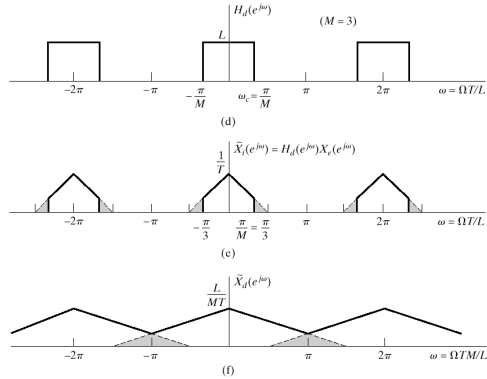 H_d(e^{jω})
(M = 3)
L
−2π −π −π/M ω_c = π/M π 2π ω = ΩT/L
(d)
1/T X̃_i(e^{jω}) = H_d(e^{jω})X_e(e^{jω})
−2π −π −π/3 π/M = π/3 π 2π ω = ΩT/L
(e)
L/MT X̃_d(e^{jω})
−2π −π π 2π ω = ΩTM/L
(f)